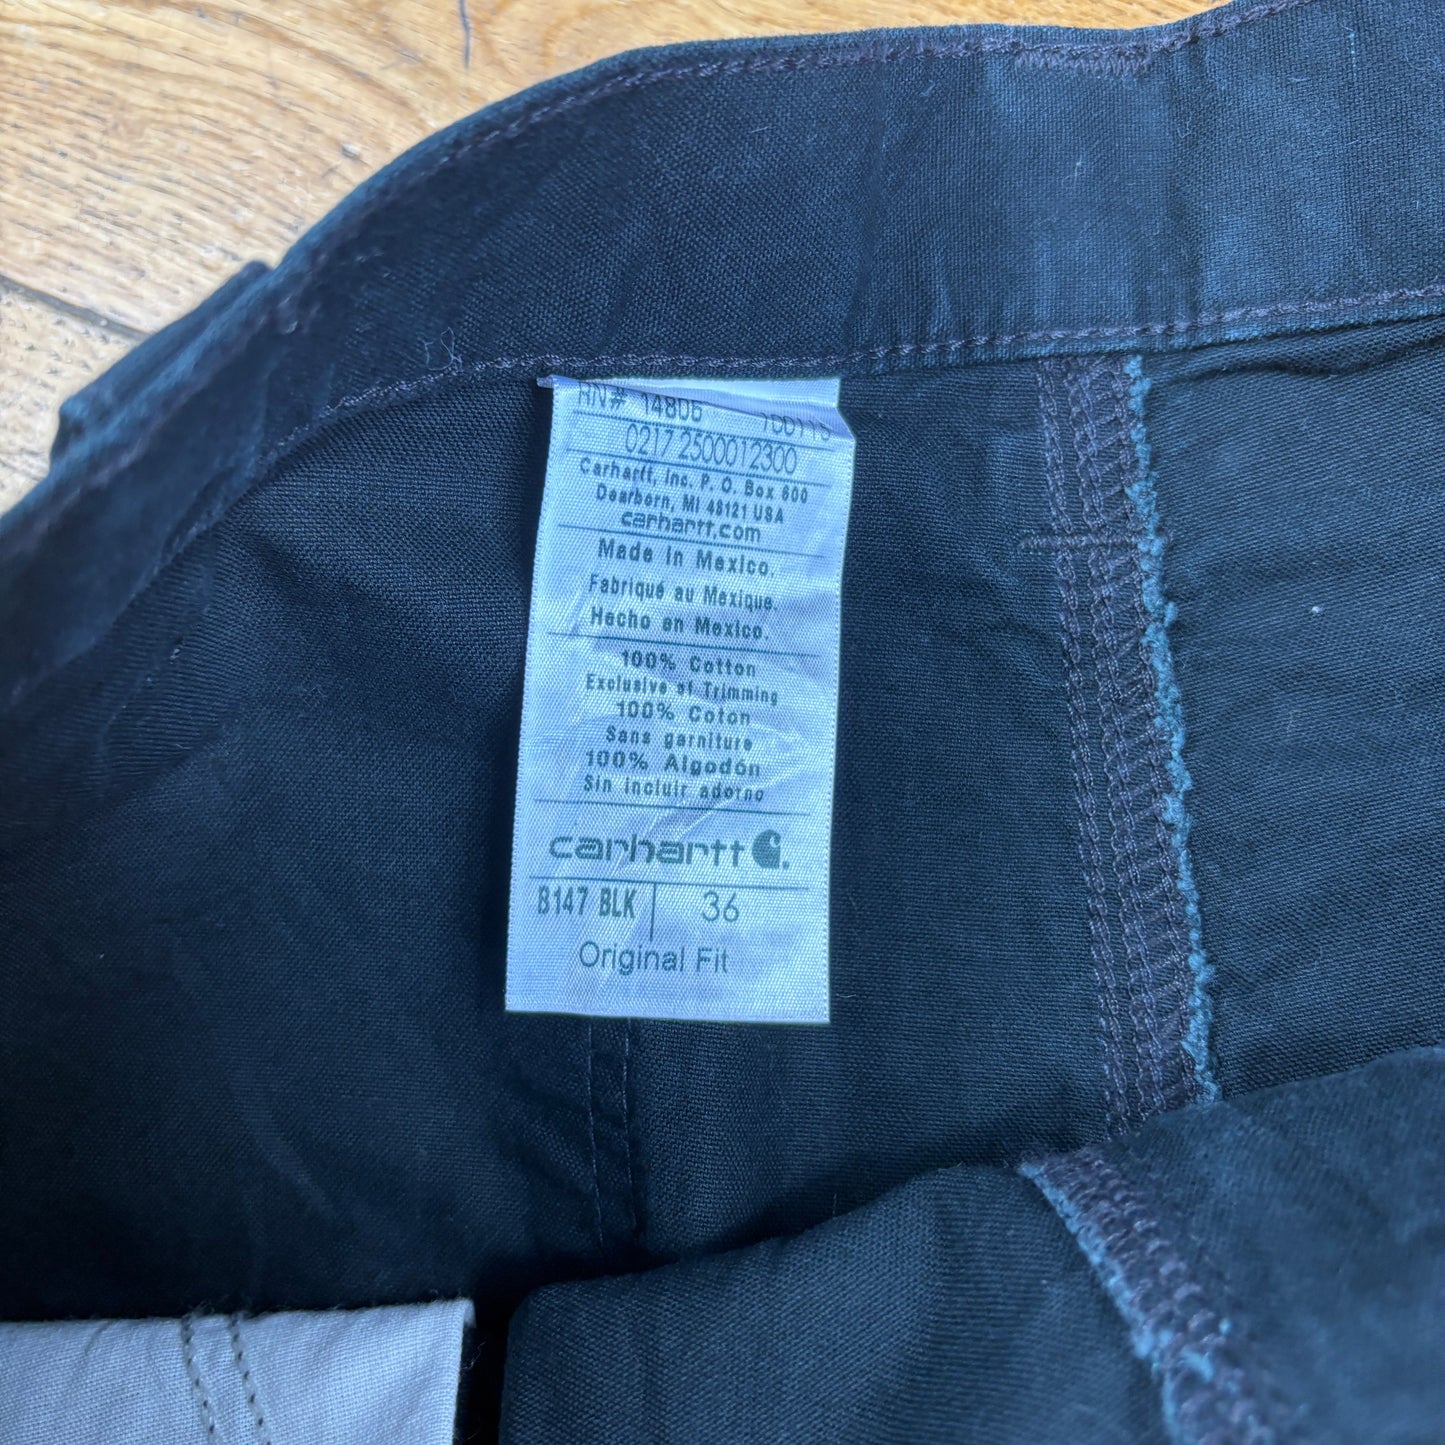 RN# 14806
0217 2500012300
Carhartt, Inc. P. O. Box 600
Dearborn, MI 48121 USA
carhartt.com
Made in Mexico.
Fabriqué au Mexique.
Hecho en Mexico.
100% Cotton
Exclusive of Trimming
100% Coton
Sans garniture
100% Algodón
Sin incluir adorno
carhartt
B147 BLK 36
Original Fit